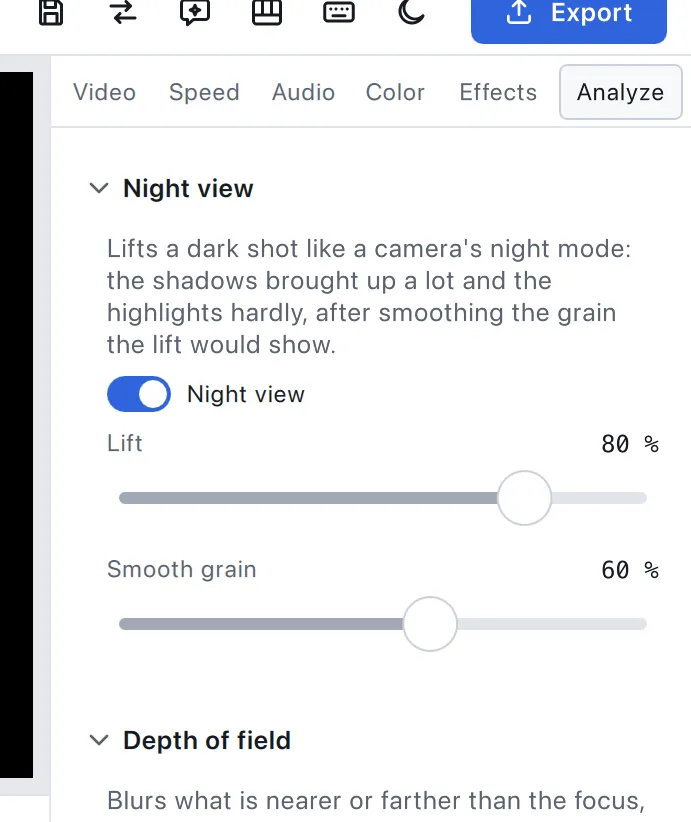 Export
Video Speed Audio Color Effects Analyze
Night view
Lifts a dark shot like a camera's night mode:
the shadows brought up a lot and the
highlights hardly, after smoothing the grain
the lift would show.
Night view
Lift 80 %
Smooth grain 60 %
Depth of field
Blurs what is nearer or farther than the focus,